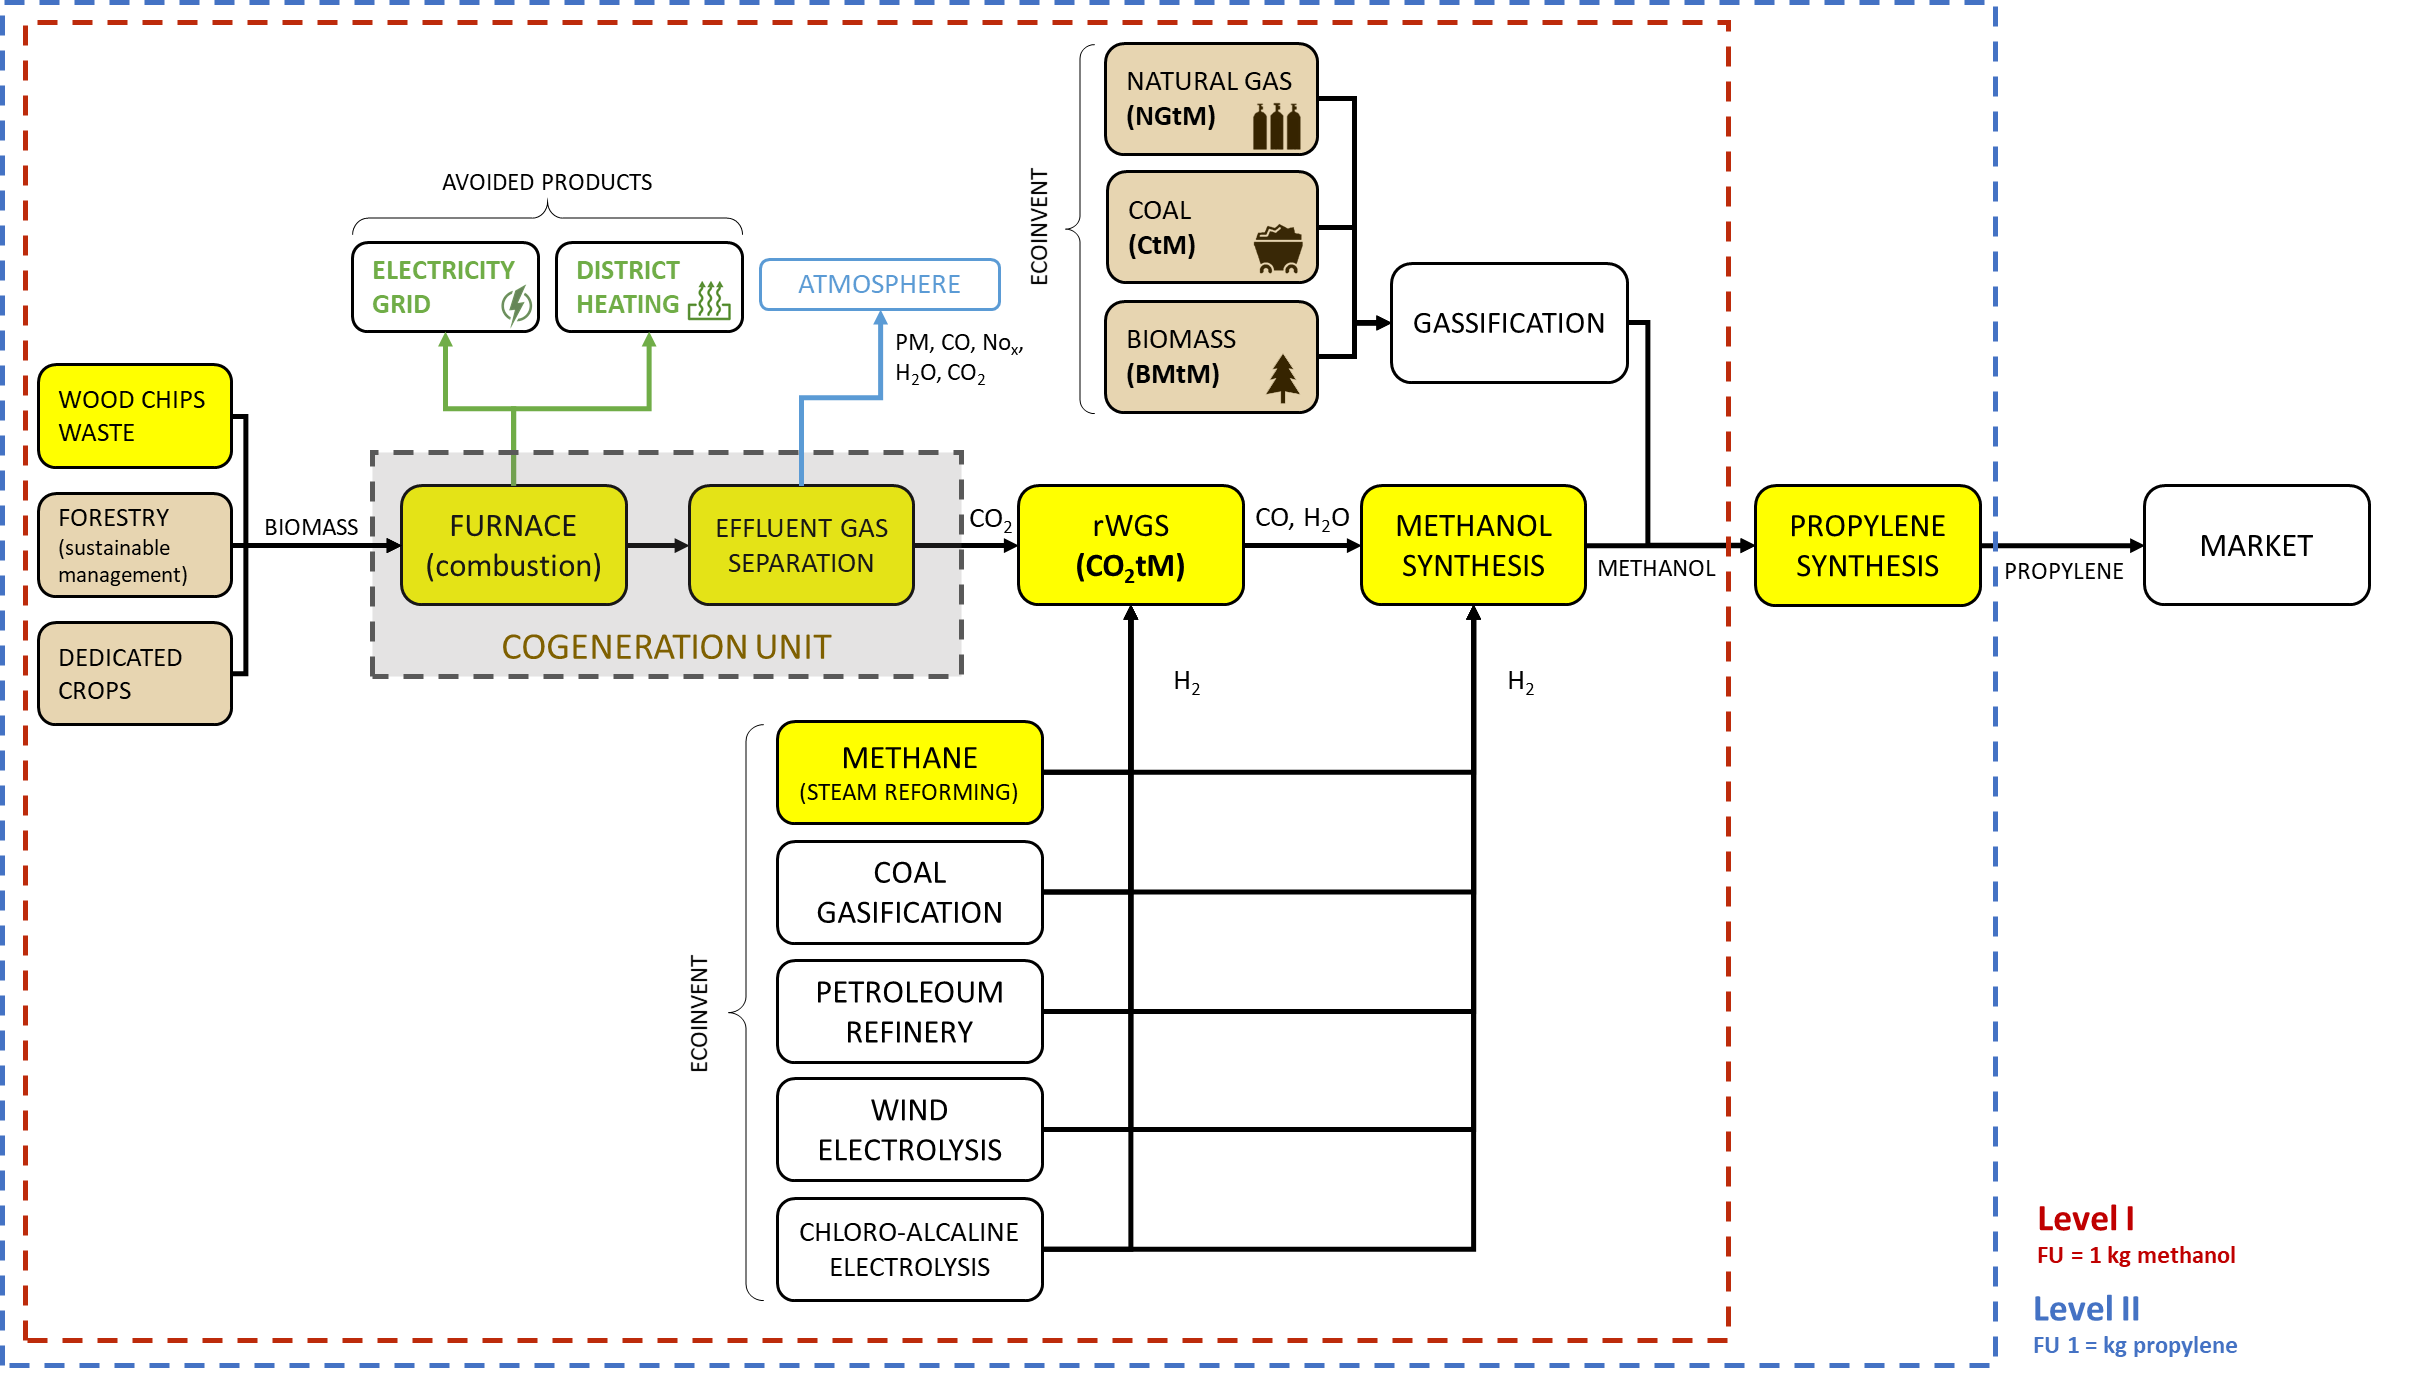 NATURAL GAS
(NGtM)
COAL
(CtM)
BIOMASS
(BMtM)
ECOINVENT
GASSIFICATION
AVOIDED PRODUCTS
ELECTRICITY
GRID
DISTRICT
HEATING
ATMOSPHERE
PM, CO, Noₓ,
H₂O, CO₂
WOOD CHIPS
WASTE
FORESTRY
(sustainable
management)
DEDICATED
CROPS
BIOMASS
FURNACE
(combustion)
EFFLUENT GAS
SEPARATION
COGENERATION UNIT
CO₂
rWGS
(CO₂tM)
CO, H₂O
METHANOL
SYNTHESIS
METHANOL
PROPYLENE
SYNTHESIS
PROPYLENE
MARKET
H₂
H₂
ECOINVENT
METHANE
(STEAM REFORMING)
COAL
GASIFICATION
PETROLEOUM
REFINERY
WIND
ELECTROLYSIS
CHLORO-ALCALINE
ELECTROLYSIS
Level I
FU = 1 kg methanol
Level II
FU 1 = kg propylene